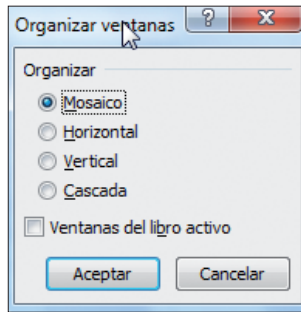 Organizar ventanas
Organizar
Mosaico
Horizontal
Vertical
Cascada
Ventanas del libro activo
Aceptar Cancelar